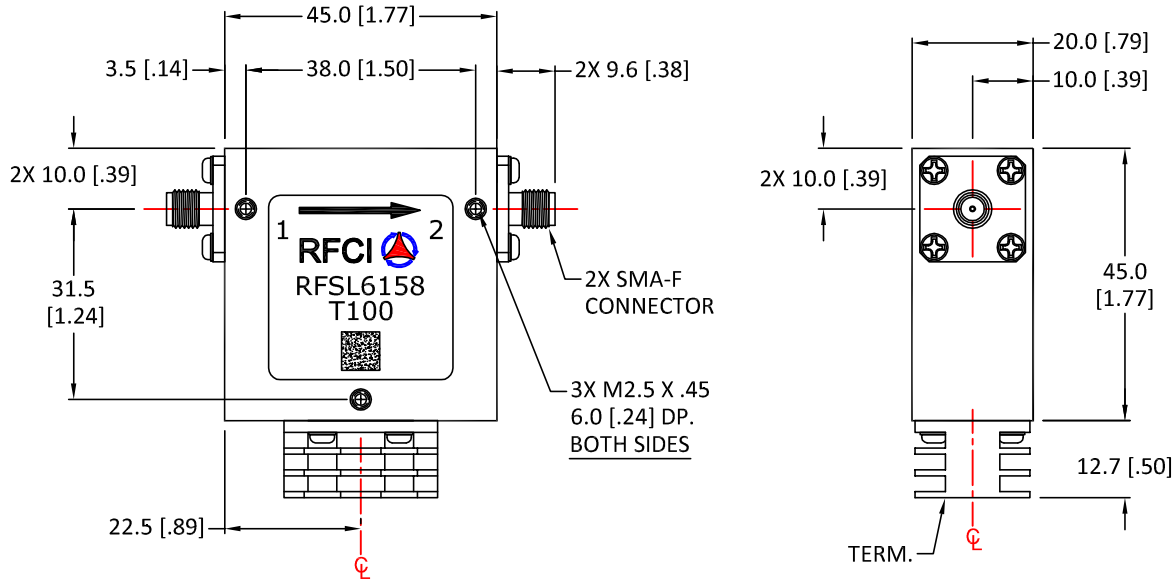 45.0 [1.77]
3.5 [.14]
38.0 [1.50]
2X 9.6 [.38]
2X 10.0 [.39]
31.5
[1.24]
1
2
RFCI
RFSL6158
T100
2X SMA-F
CONNECTOR
3X M2.5 X .45
6.0 [.24] DP.
BOTH SIDES
22.5 [.89]
℄
20.0 [.79]
10.0 [.39]
2X 10.0 [.39]
45.0
[1.77]
12.7 [.50]
TERM.
℄